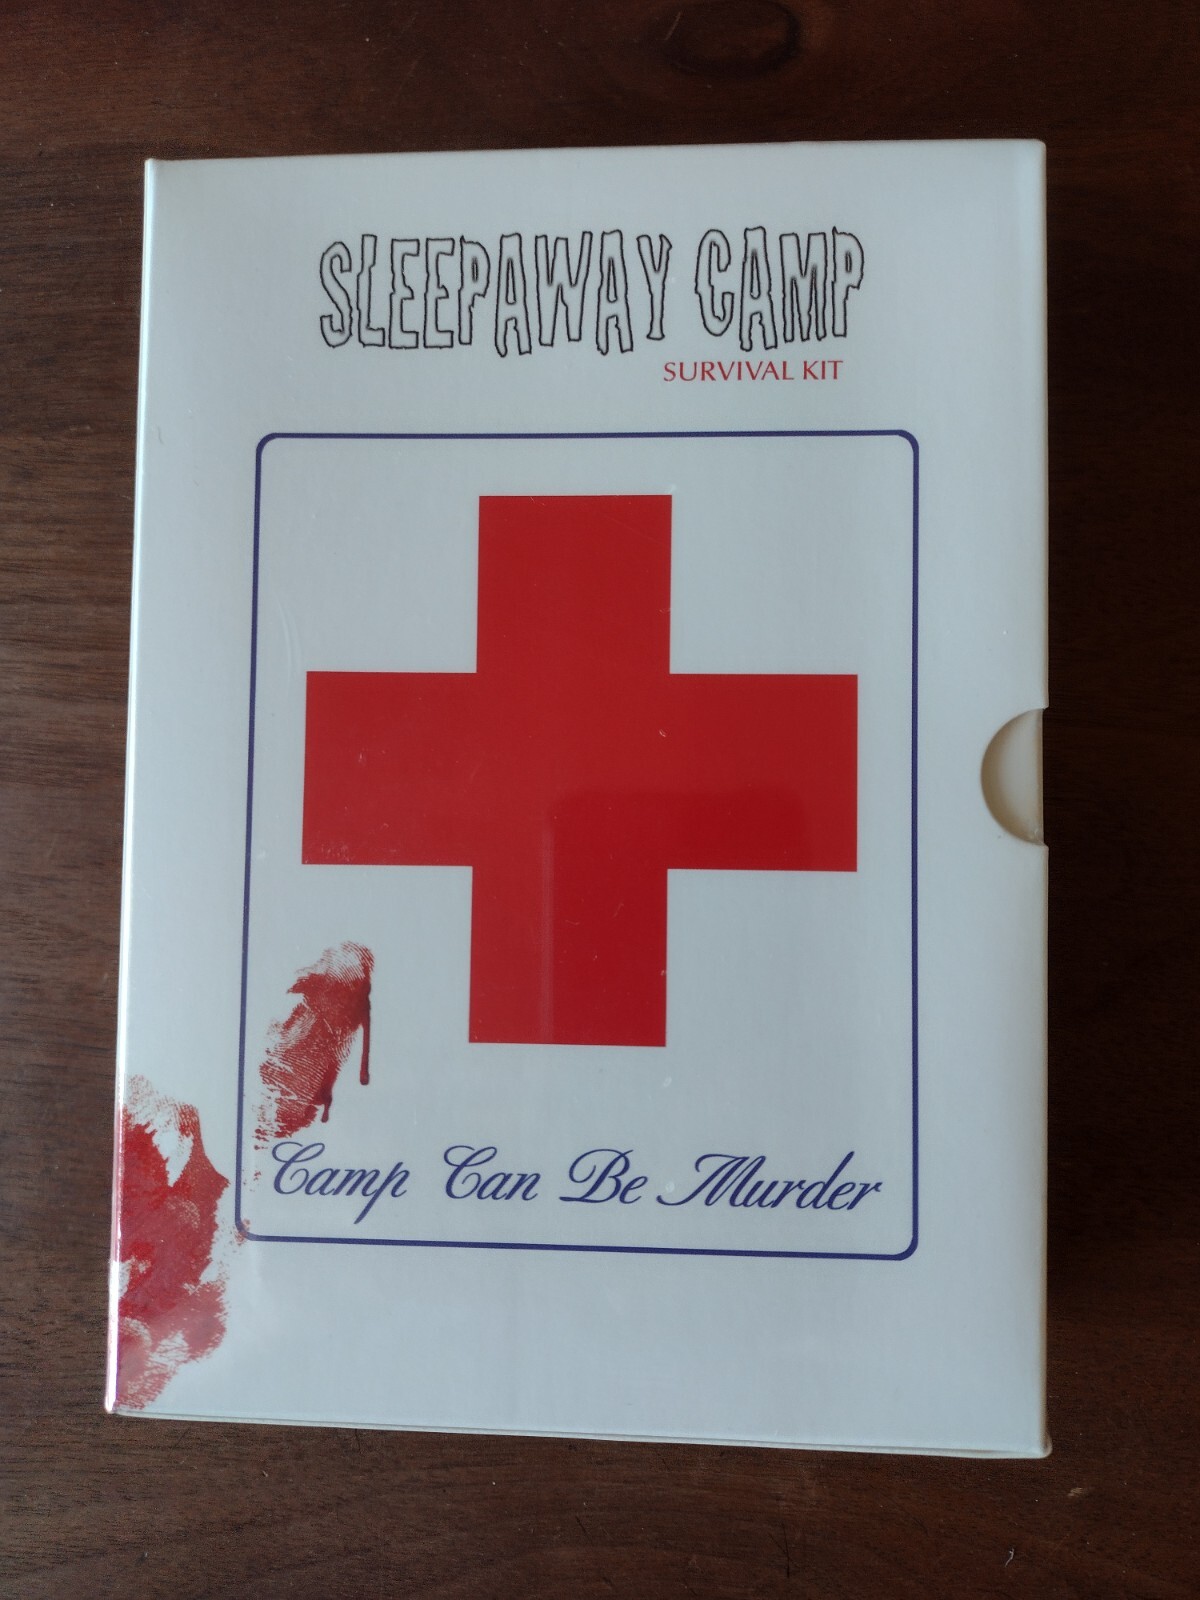 SLEEPAWAY CAMP
SURVIVAL KIT
Camp Can Be Murder